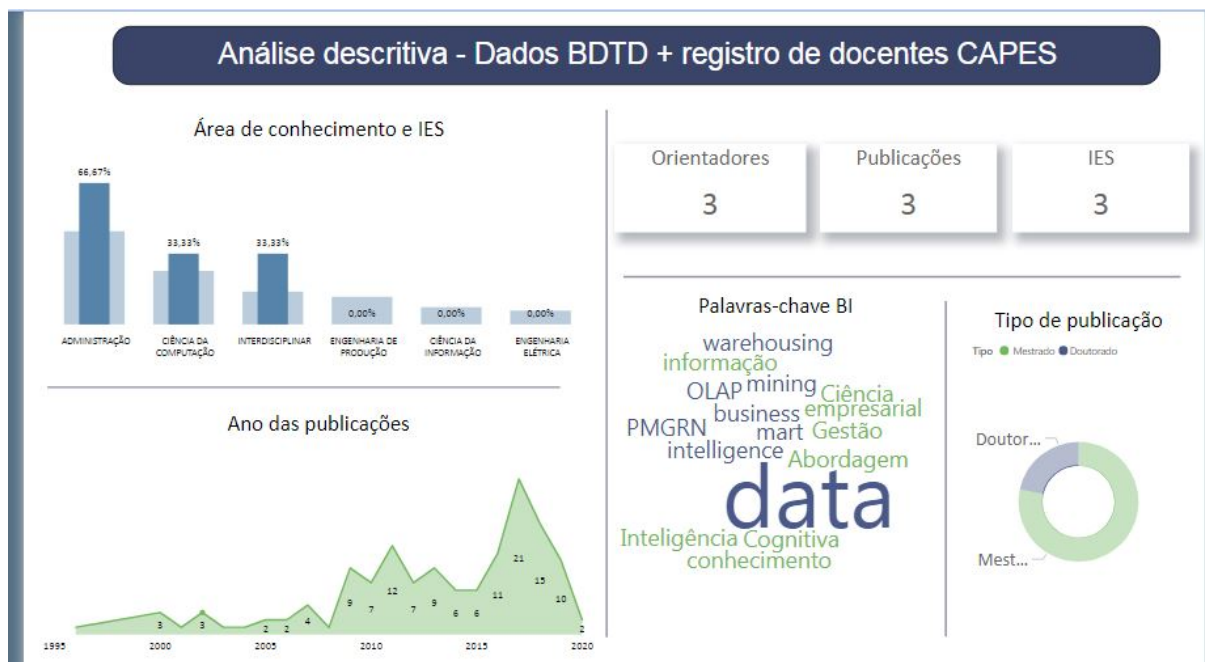 Análise descritiva - Dados BDTD + registro de docentes CAPES
Área de conhecimento e IES
66,67%
33,33%
33,33%
0,00%
0,00%
0,00%
ADMINISTRAÇÃO
CIÊNCIA DA
COMPUTAÇÃO
INTERDISCIPLINAR
ENGENHARIA DE
PRODUÇÃO
CIÊNCIA DA
INFORMAÇÃO
ENGENHARIA
ELÉTRICA
Ano das publicações
3
3
2
2
4
9
7
12
7
9
6
6
11
21
15
10
2
1995
2000
2005
2010
2015
2020
Orientadores
3
Publicações
3
IES
3
Palavras-chave BI
warehousing
informação
OLAP mining
Ciência
business empresarial
PMGRN mart Gestão
intelligence
Abordagem
data
Inteligência Cognitiva
conhecimento
Tipo de publicação
Tipo Mestrado Doutorado
Doutor...
Mest...